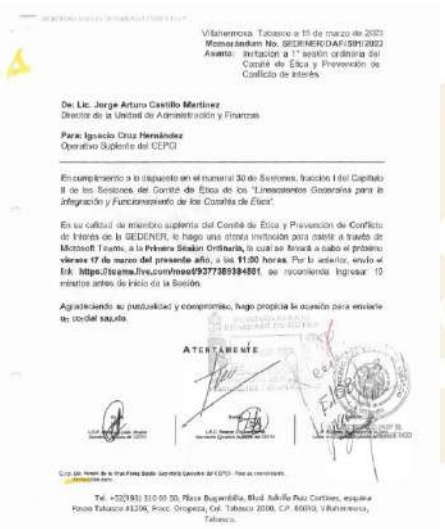 Villahermosa, Tabasco a 15 de marzo de 2023
Memorándum No. SEDENER/DAF/S91/2023
Asunto: Invitación a 1ª sesión ordinaria del
Comité de Ética y Prevención de
Conflicto de Interés.
De: Lic. Jorge Arturo Castillo Martínez
Director de la Unidad de Administración y Finanzas
Para: Ignacio Cruz Hernández
Operativo Suplente del CEPCI
En cumplimiento a lo dispuesto en el numeral 30 de Sesiones, fracción I del Capítulo
II de las Sesiones del Comité de Ética de los "Lineamientos Generales para la
integración y Funcionamiento de los Comités de Ética".
En su calidad de miembro suplente del Comité de Ética y Prevención de Conflicto
de Interés de la SEDENER, le hago una atenta invitación para asistir a través de
Microsoft Teams, a la Primera Sesión Ordinaria, la cual se llevará a cabo el próximo
viernes 17 de marzo del presente año, a las 11:00 horas. Por lo anterior, envío el
link https://teams.live.com/meet/9377389384881, se recomienda ingresar 10
minutos antes de inicio de la Sesión.
Agradeciendo su puntualidad y compromiso, hago propicia la ocasión para enviarle
un cordial saludo.
ATENTAMENTE
Tel. +52(993) 310 00 50, Plaza Bugambilia, Blvd. Adolfo Ruiz Cortines, esquina
Paseo Tabasco #1206, Fracc. Oropeza, Col. Tabasco 2000, C.P. 86030, Villahermosa,
Tabasco.